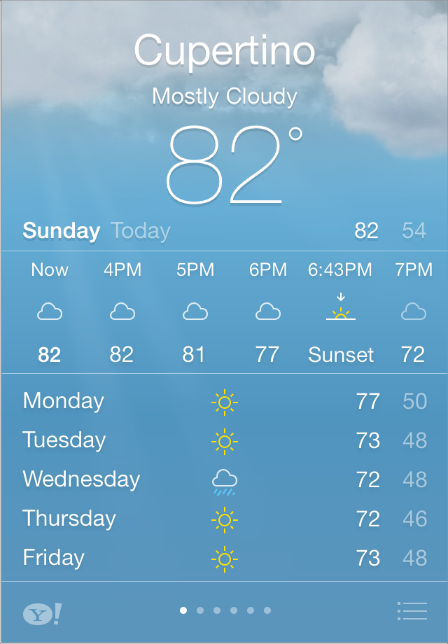 Cupertino
Mostly Cloudy
82°
Sunday Today 82 54
Now 4PM 5PM 6PM 6:43PM 7PM
82 82 81 77 Sunset 72
Monday 77 50
Tuesday 73 48
Wednesday 72 48
Thursday 72 46
Friday 73 48
Y!